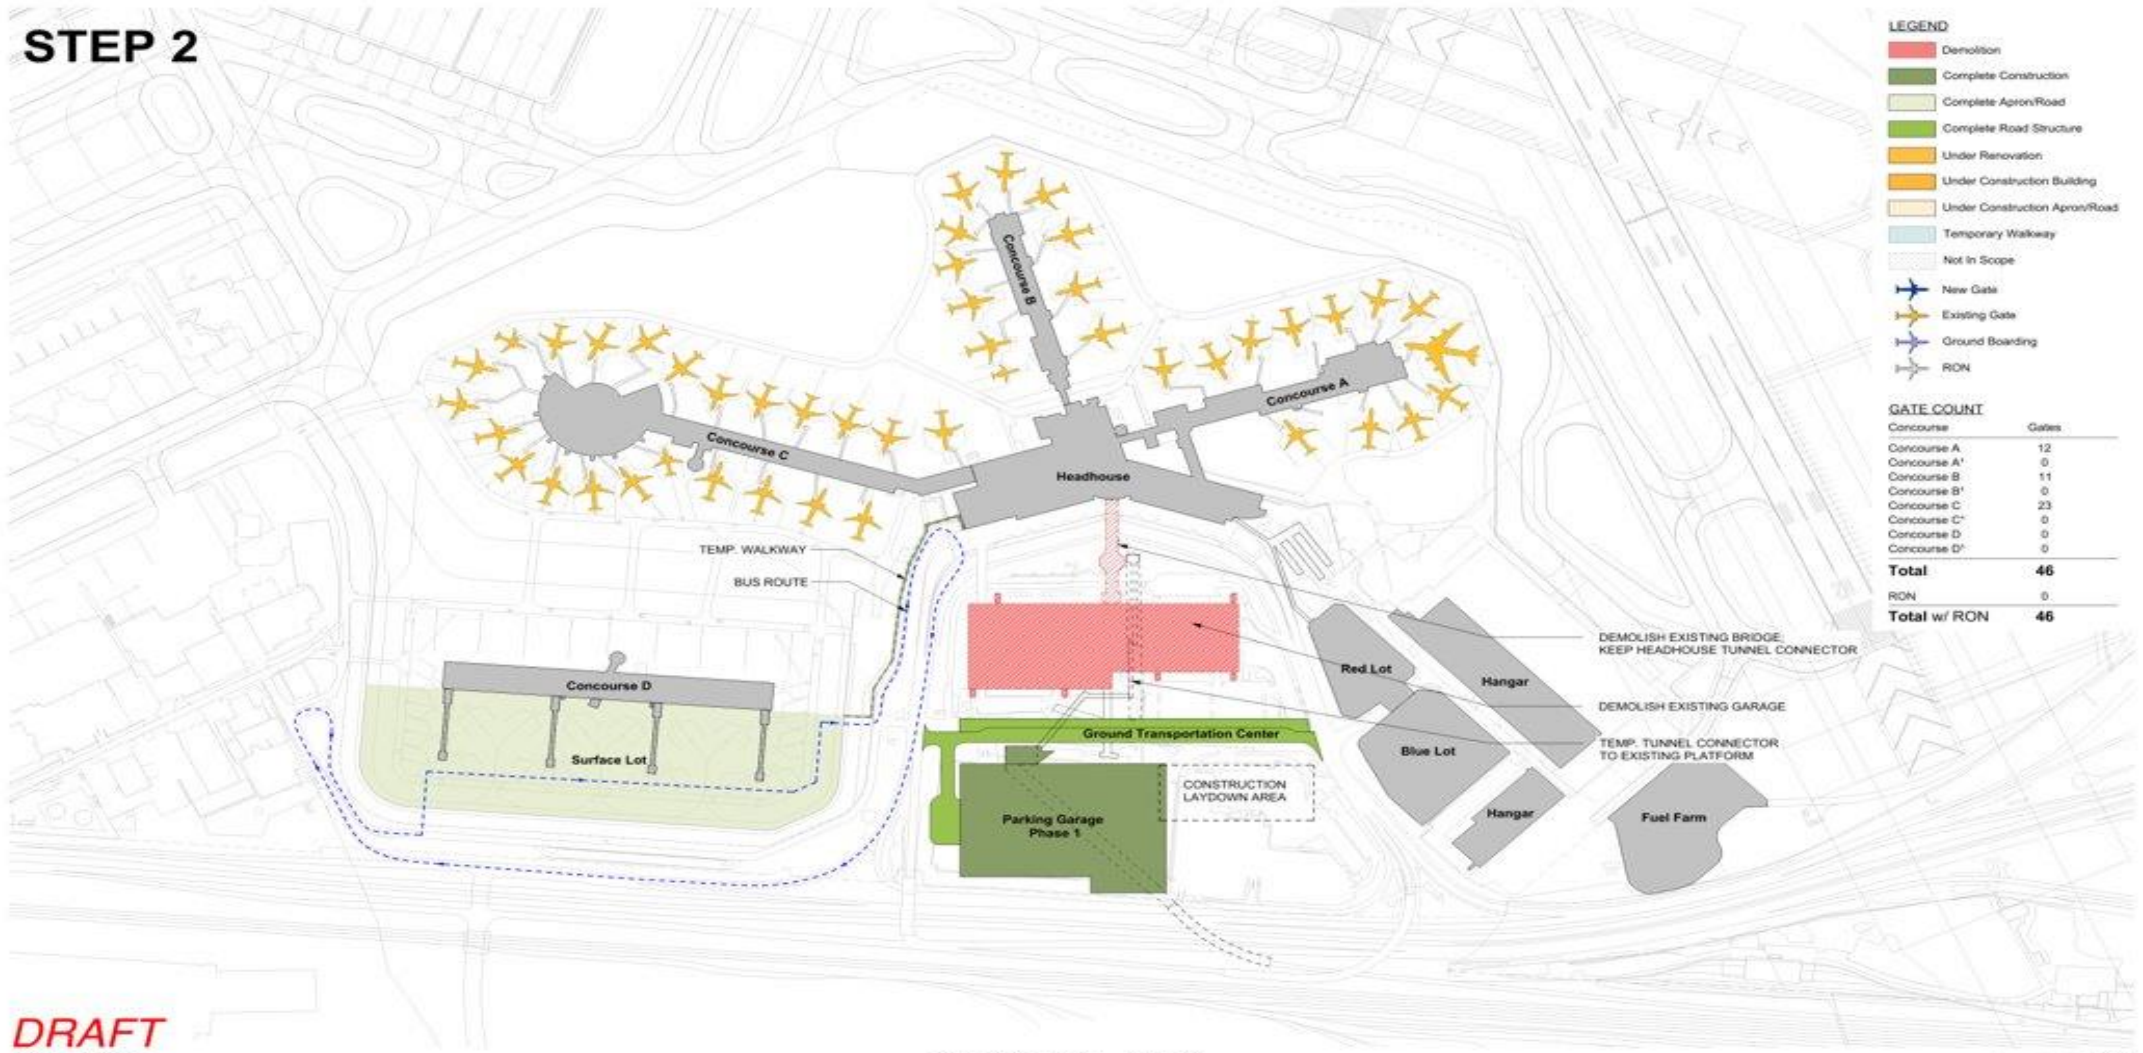 STEP 2
LEGEND
Demolition
Complete Construction
Complete Apron/Road
Complete Road Structure
Under Renovation
Under Construction Building
Under Construction Apron/Road
Temporary Walkway
Not In Scope
New Gate
Existing Gate
Ground Boarding
RON
GATE COUNT
Concourse Gates
Concourse A 12
Concourse A' 0
Concourse B 11
Concourse B' 0
Concourse C 23
Concourse C' 0
Concourse D 0
Concourse D' 0
Total 46
RON 0
Total w/ RON 46
Concourse B
Concourse A
Concourse C
Headhouse
TEMP. WALKWAY
BUS ROUTE
DEMOLISH EXISTING BRIDGE;
KEEP HEADHOUSE TUNNEL CONNECTOR
Red Lot
Hangar
Concourse D
DEMOLISH EXISTING GARAGE
Ground Transportation Center
TEMP. TUNNEL CONNECTOR
TO EXISTING PLATFORM
Blue Lot
Surface Lot
CONSTRUCTION
LAYDOWN AREA
Parking Garage
Phase 1
Hangar
Fuel Farm
DRAFT